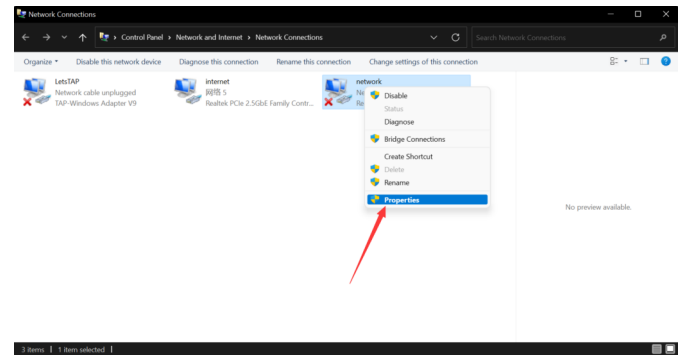 Network Connections
Control Panel › Network and Internet › Network Connections
Search Network Connections
Organize
Disable this network device
Diagnose this connection
Rename this connection
Change settings of this connection
LetsTAP
Network cable unplugged
TAP-Windows Adapter V9
internet
网络 5
Realtek PCIe 2.5GbE Family Contr...
network
Ne
Re
Disable
Status
Diagnose
Bridge Connections
Create Shortcut
Delete
Rename
Properties
No preview available.
3 items
1 item selected